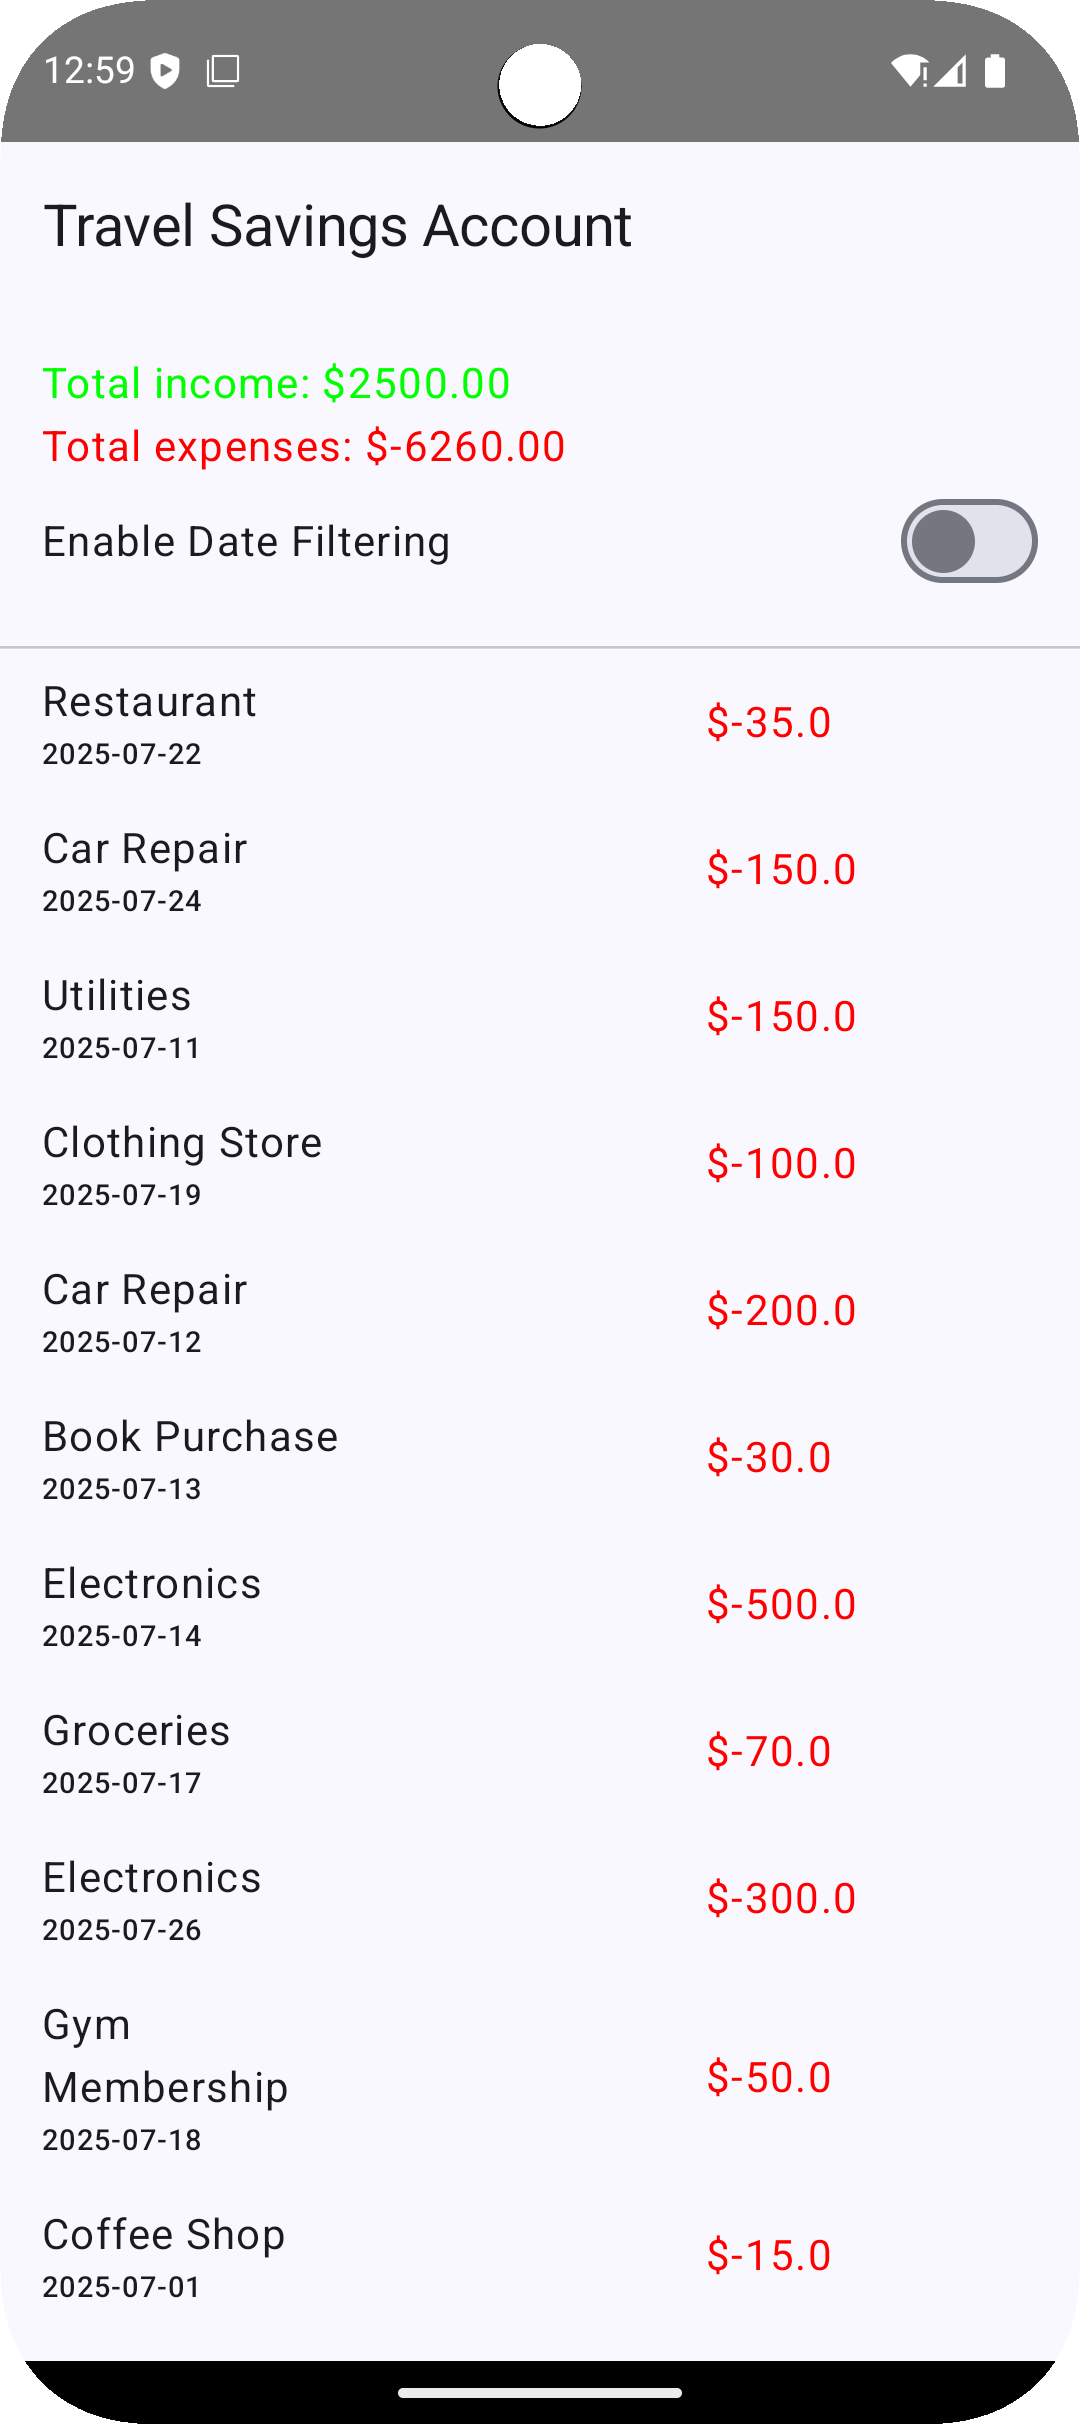 12:59
Travel Savings Account
Total income: $2500.00
Total expenses: $-6260.00
Enable Date Filtering
Restaurant
2025-07-22
$-35.0
Car Repair
2025-07-24
$-150.0
Utilities
2025-07-11
$-150.0
Clothing Store
2025-07-19
$-100.0
Car Repair
2025-07-12
$-200.0
Book Purchase
2025-07-13
$-30.0
Electronics
2025-07-14
$-500.0
Groceries
2025-07-17
$-70.0
Electronics
2025-07-26
$-300.0
Gym
Membership
2025-07-18
$-50.0
Coffee Shop
2025-07-01
$-15.0